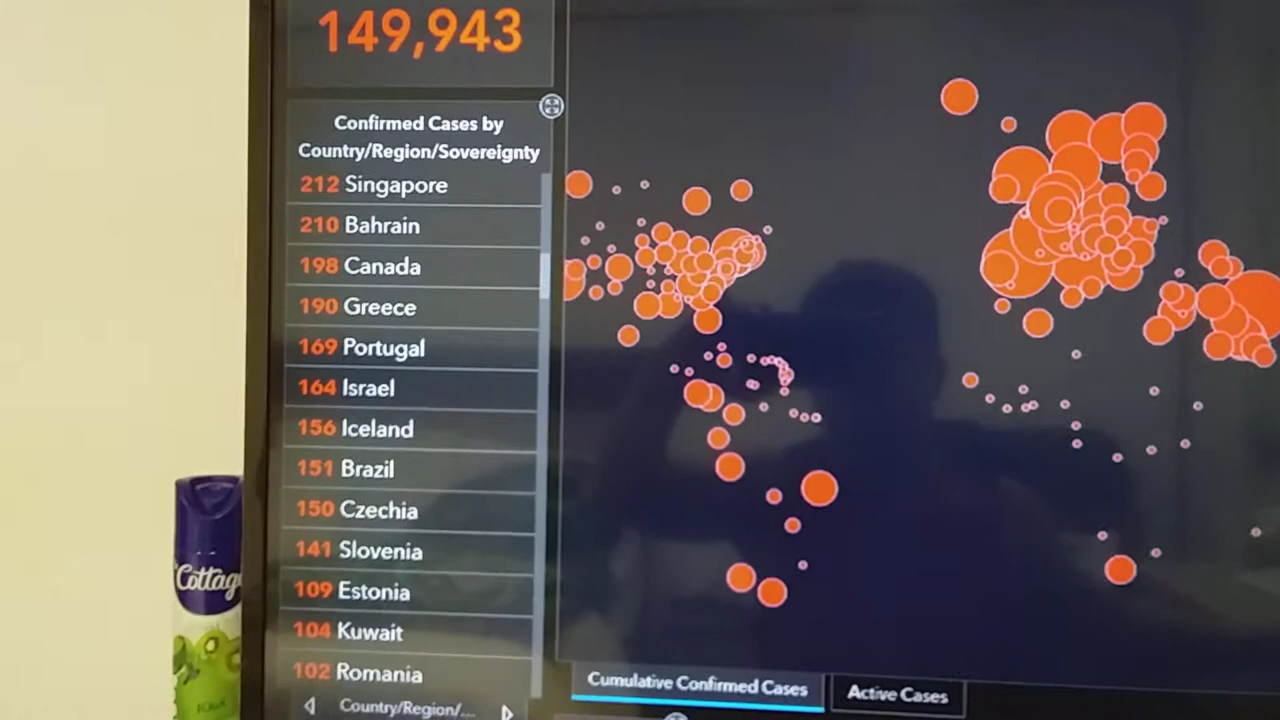 149,943
Confirmed Cases by
Country/Region/Sovereignty
212 Singapore
210 Bahrain
198 Canada
190 Greece
169 Portugal
164 Israel
156 Iceland
151 Brazil
150 Czechia
141 Slovenia
109 Estonia
104 Kuwait
102 Romania
Country/Region/...
Cumulative Confirmed Cases
Active Cases
Cottag